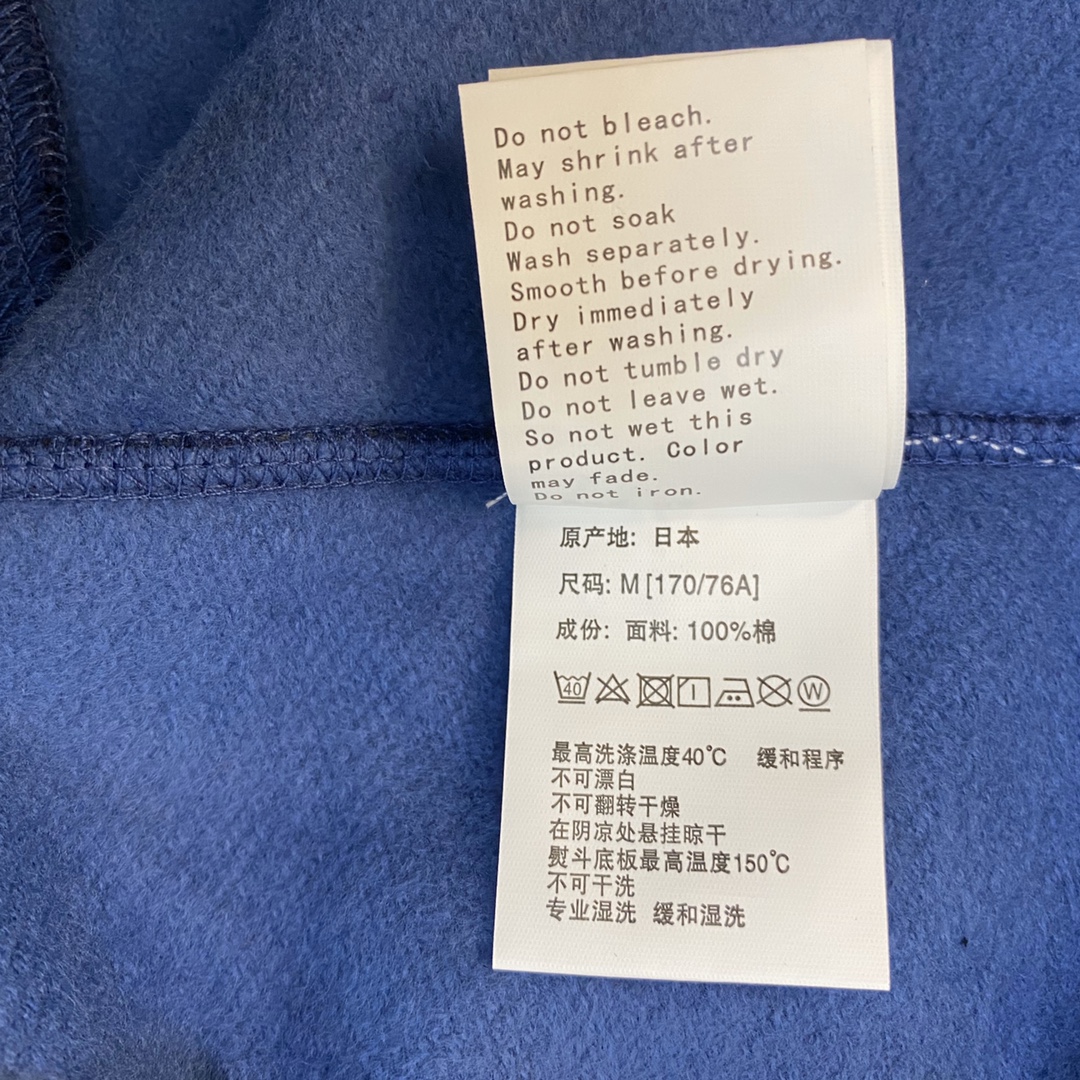 Do not bleach.
May shrink after
washing.
Do not soak
Wash separately.
Smooth before drying.
Dry immediately
after washing.
Do not tumble dry
Do not leave wet.
So not wet this
product. Color
may fade.
Do not iron.
原产地: 日本
尺码: M [170/76A]
成份: 面料: 100%棉
40 W
最高洗涤温度40℃ 缓和程序
不可漂白
不可翻转干燥
在阴凉处悬挂晾干
熨斗底板最高温度150℃
不可干洗
专业湿洗 缓和湿洗